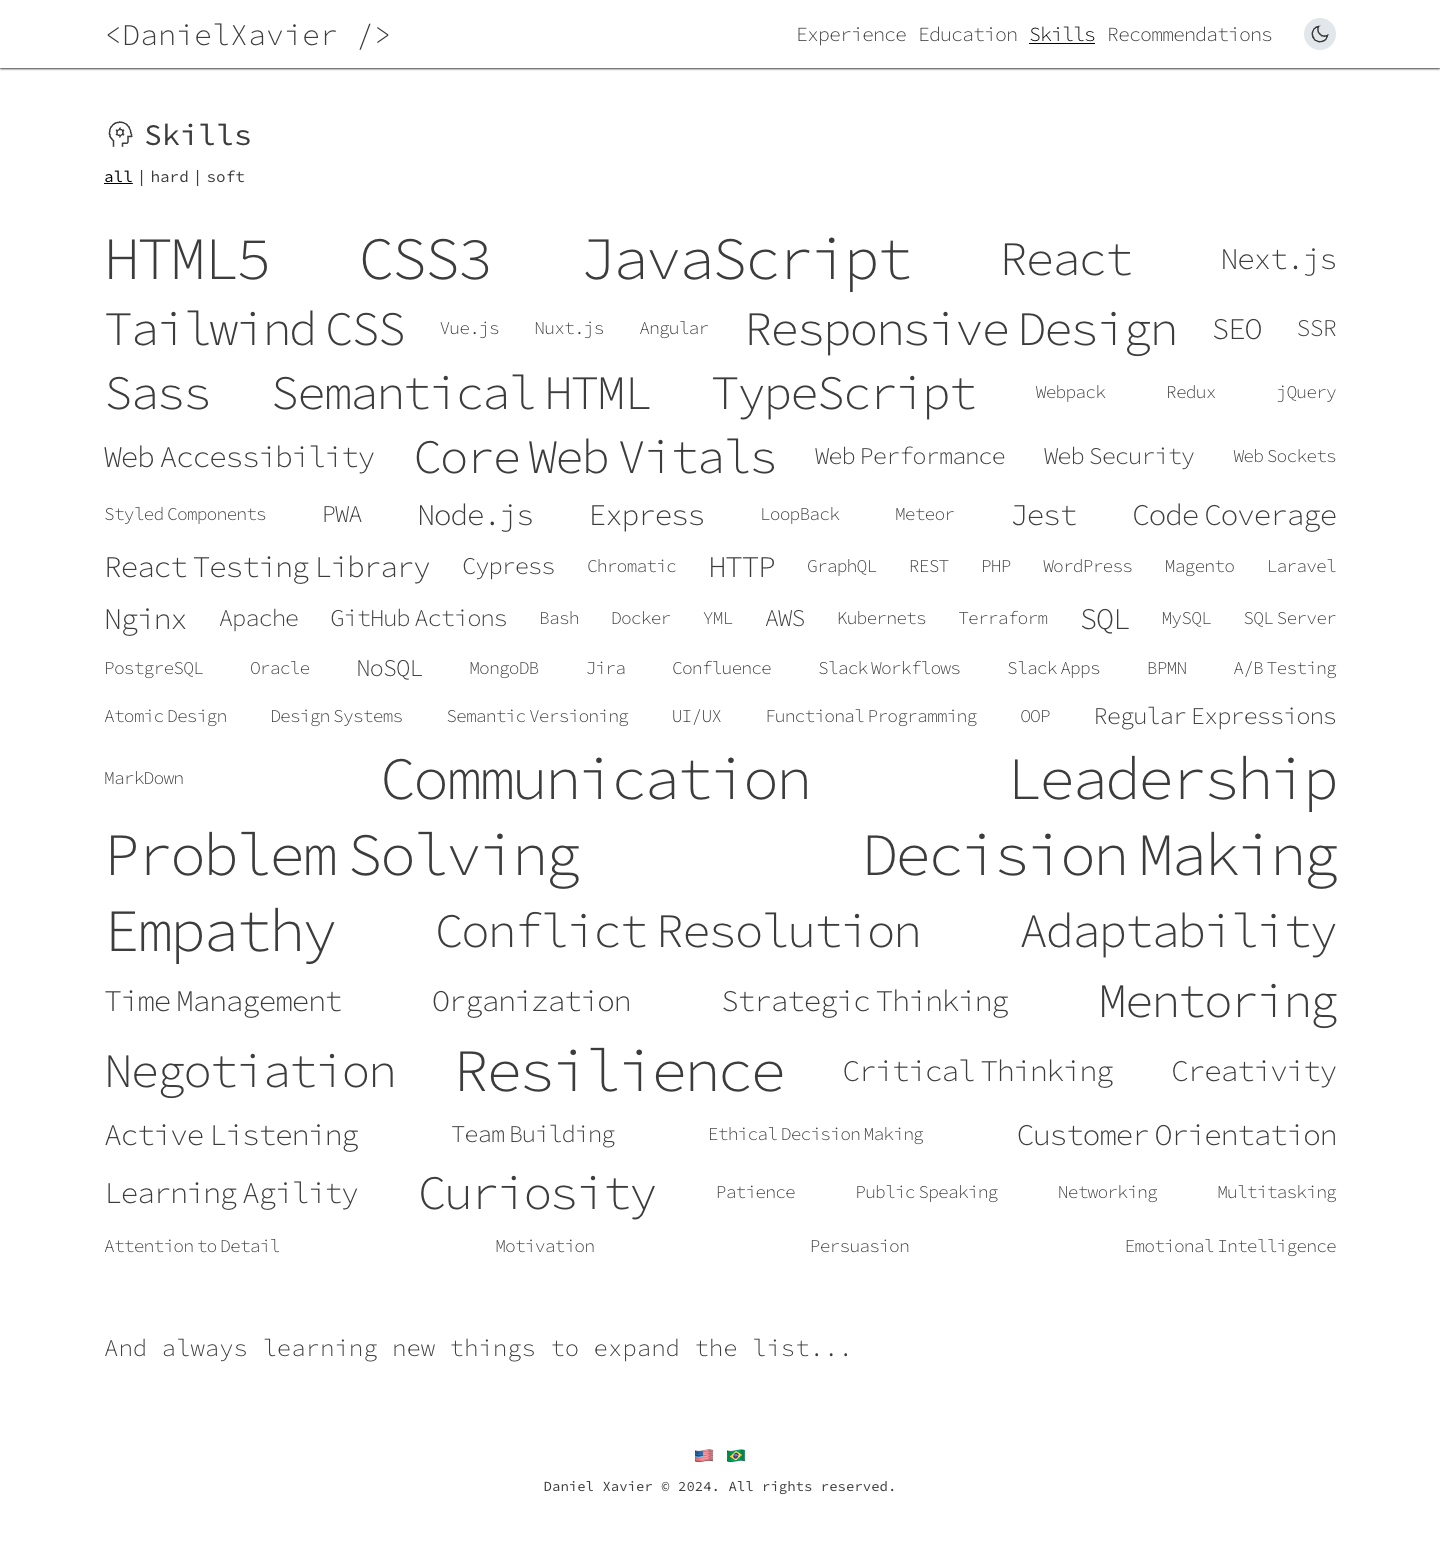 <DanielXavier />
Experience Education Skills Recommendations
Skills
all | hard | soft
HTML5 CSS3 JavaScript React Next.js
Tailwind CSS Vue.js Nuxt.js Angular Responsive Design SEO SSR
Sass Semantical HTML TypeScript Webpack Redux jQuery
Web Accessibility Core Web Vitals Web Performance Web Security Web Sockets
Styled Components PWA Node.js Express LoopBack Meteor Jest Code Coverage
React Testing Library Cypress Chromatic HTTP GraphQL REST PHP WordPress Magento Laravel
Nginx Apache GitHub Actions Bash Docker YML AWS Kubernets Terraform SQL MySQL SQL Server
PostgreSQL Oracle NoSQL MongoDB Jira Confluence Slack Workflows Slack Apps BPMN A/B Testing
Atomic Design Design Systems Semantic Versioning UI/UX Functional Programming OOP Regular Expressions
MarkDown Communication Leadership
Problem Solving Decision Making
Empathy Conflict Resolution Adaptability
Time Management Organization Strategic Thinking Mentoring
Negotiation Resilience Critical Thinking Creativity
Active Listening Team Building Ethical Decision Making Customer Orientation
Learning Agility Curiosity Patience Public Speaking Networking Multitasking
Attention to Detail Motivation Persuasion Emotional Intelligence
And always learning new things to expand the list...
Daniel Xavier © 2024. All rights reserved.